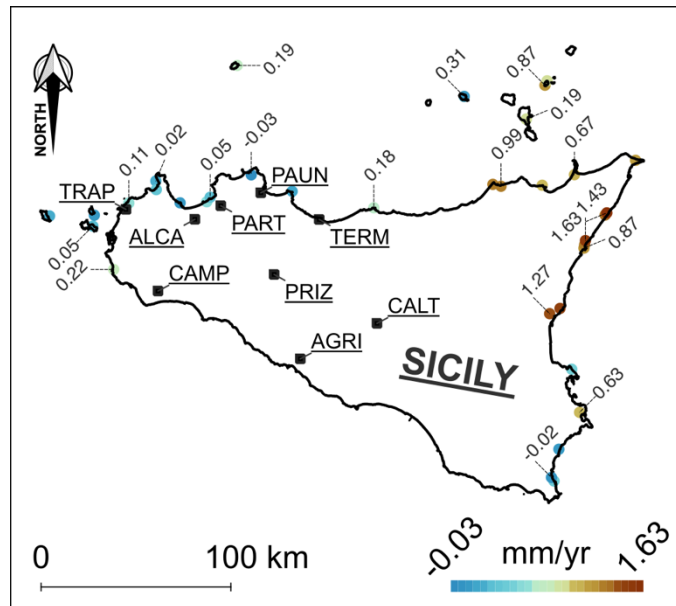 0.19
0.31
0.87
NORTH
0.11
0.02
0.05
-0.03
0.19
0.99
0.67
TRAP
PAUN
0.18
ALCA
PART
TERM
0.05
0.22
1.63
1.43
0.87
CAMP
PRIZ
1.27
CALT
AGRI
SICILY
0.63
-0.02
0
100 km
-0.03
mm/yr
1.63